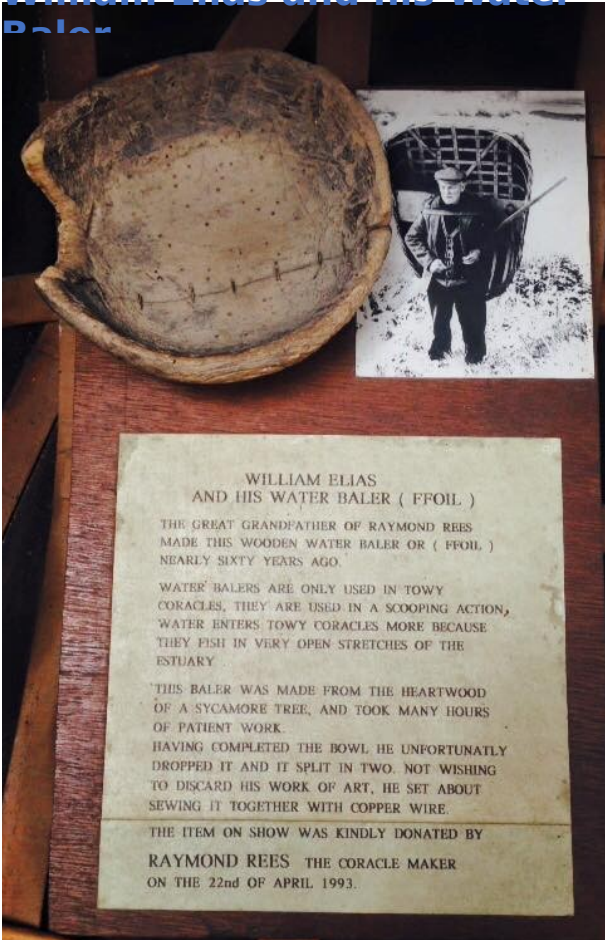 William Elias and his Water
Baler
WILLIAM ELIAS
AND HIS WATER BALER ( FFOIL )
THE GREAT GRANDFATHER OF RAYMOND REES
MADE THIS WOODEN WATER BALER OR ( FFOIL )
NEARLY SIXTY YEARS AGO.
WATER BALERS ARE ONLY USED IN TOWY
CORACLES, THEY ARE USED IN A SCOOPING ACTION,
WATER ENTERS TOWY CORACLES MORE BECAUSE
THEY FISH IN VERY OPEN STRETCHES OF THE
ESTUARY
THIS BALER WAS MADE FROM THE HEARTWOOD
OF A SYCAMORE TREE, AND TOOK MANY HOURS
OF PATIENT WORK.
HAVING COMPLETED THE BOWL HE UNFORTUNATLY
DROPPED IT AND IT SPLIT IN TWO. NOT WISHING
TO DISCARD HIS WORK OF ART, HE SET ABOUT
SEWING IT TOGETHER WITH COPPER WIRE.
THE ITEM ON SHOW WAS KINDLY DONATED BY
RAYMOND REES THE CORACLE MAKER
ON THE 22nd OF APRIL 1993.